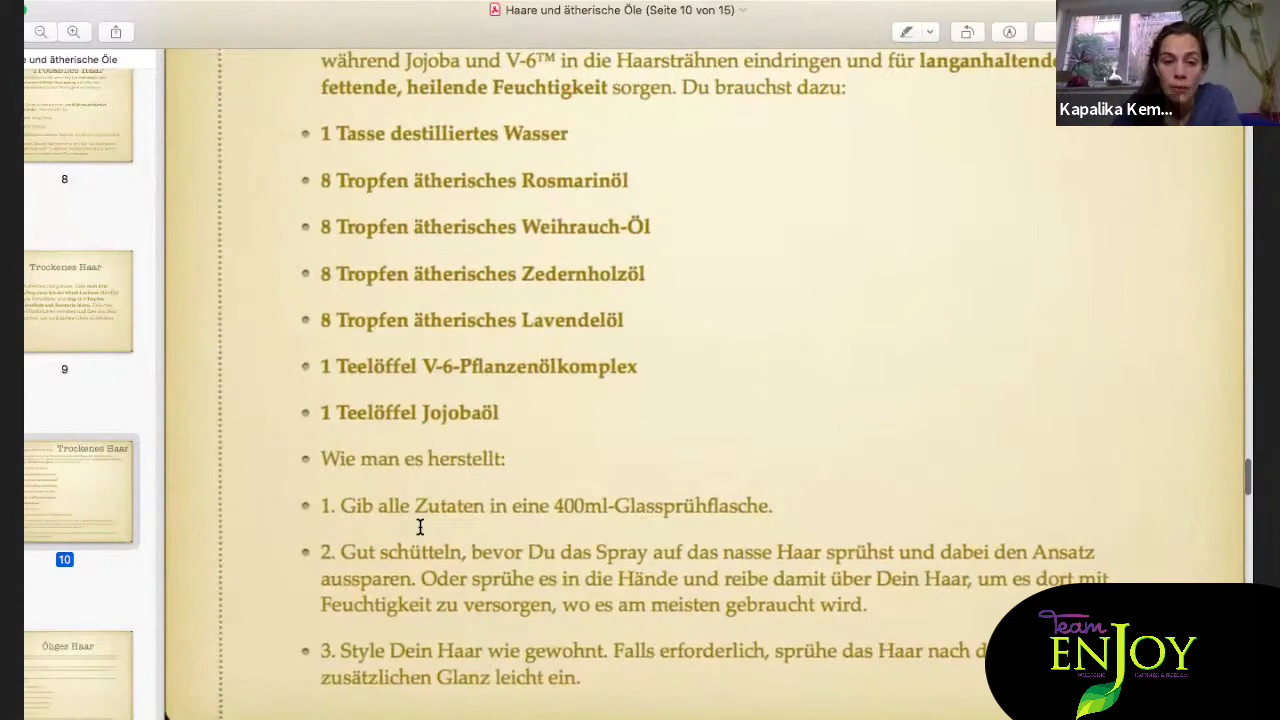 Haare und ätherische Öle (Seite 10 von 15)
e und ätherische Öle
Trockenes Haar
8
Trockenes Haar
9
Trockenes Haar
10
Öliges Haar
während Jojoba und V-6™ in die Haarsträhnen eindringen und für langanhaltende
fettende, heilende Feuchtigkeit sorgen. Du brauchst dazu:
• 1 Tasse destilliertes Wasser
• 8 Tropfen ätherisches Rosmarinöl
• 8 Tropfen ätherisches Weihrauch-Öl
• 8 Tropfen ätherisches Zedernholzöl
• 8 Tropfen ätherisches Lavendelöl
• 1 Teelöffel V-6-Pflanzenölkomplex
• 1 Teelöffel Jojobaöl
• Wie man es herstellt:
• 1. Gib alle Zutaten in eine 400ml-Glassprühflasche.
• 2. Gut schütteln, bevor Du das Spray auf das nasse Haar sprühst und dabei den Ansatz
aussparen. Oder sprühe es in die Hände und reibe damit über Dein Haar, um es dort mit
Feuchtigkeit zu versorgen, wo es am meisten gebraucht wird.
• 3. Style Dein Haar wie gewohnt. Falls erforderlich, sprühe das Haar nach d
zusätzlichen Glanz leicht ein.
Kapalika Kem...
Team
ENJOY